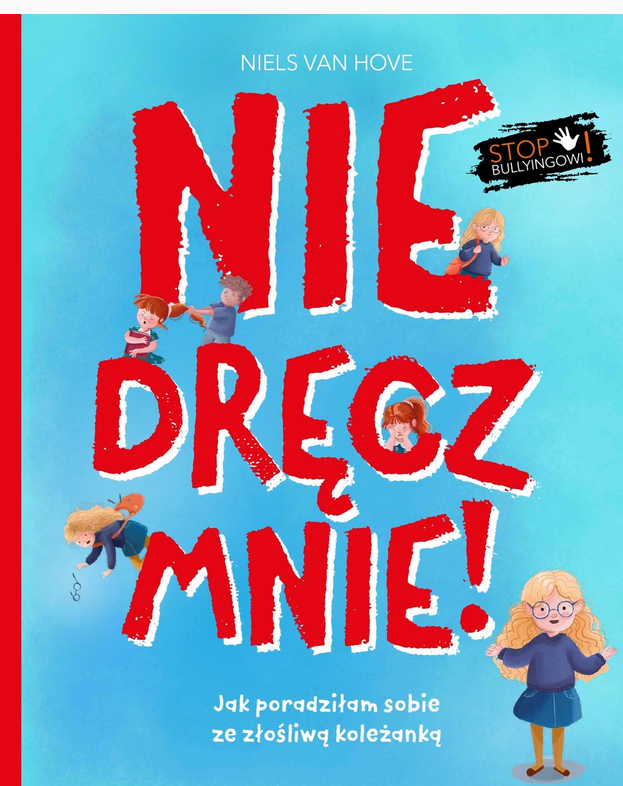 NIELS VAN HOVE
NIE
STOP
BULLYINGOWI!
DRĘCZ
MNIE!
Jak poradziłam sobie
ze złośliwą koleżanką